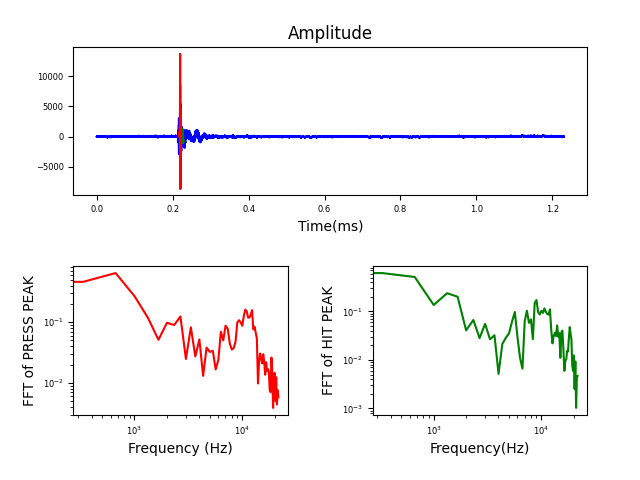 Amplitude
10000
5000
0
−5000
0.0 0.2 0.4 0.6 0.8 1.0 1.2
Time(ms)
FFT of PRESS PEAK
10⁻¹
10⁻²
10³ 10⁴
Frequency (Hz)
FFT of HIT PEAK
10⁻¹
10⁻²
10⁻³
10³ 10⁴
Frequency(Hz)